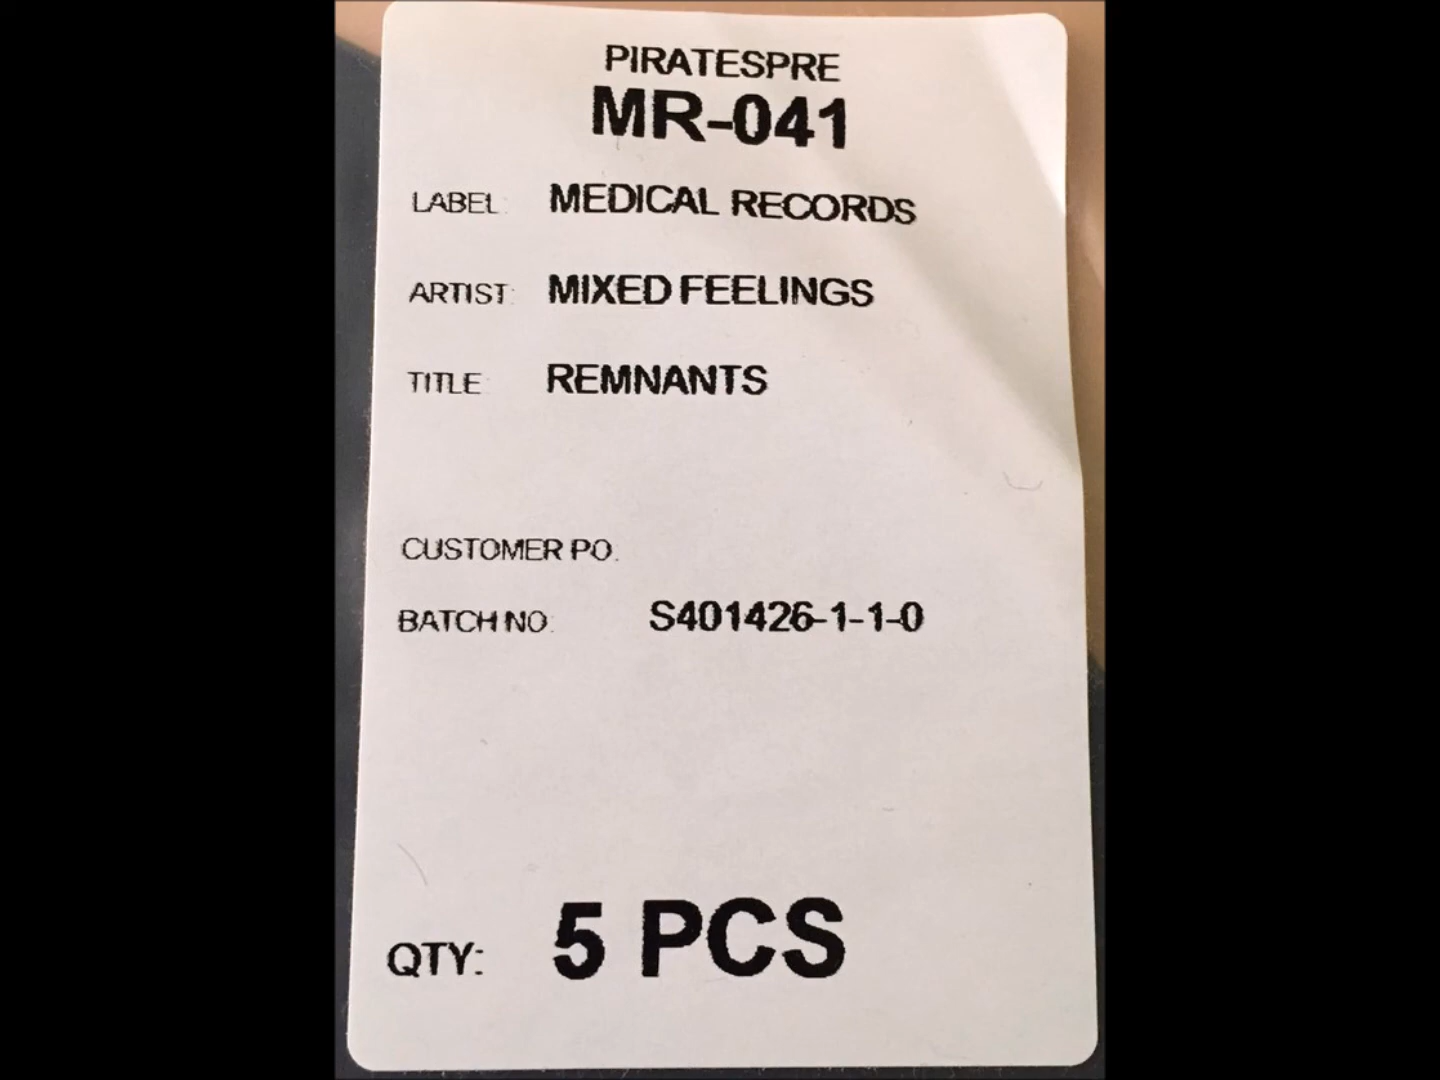 PIRATESPRE
MR-041
LABEL: MEDICAL RECORDS
ARTIST: MIXED FEELINGS
TITLE: REMNANTS
CUSTOMER PO.
BATCH NO: S401426-1-1-0
QTY: 5 PCS